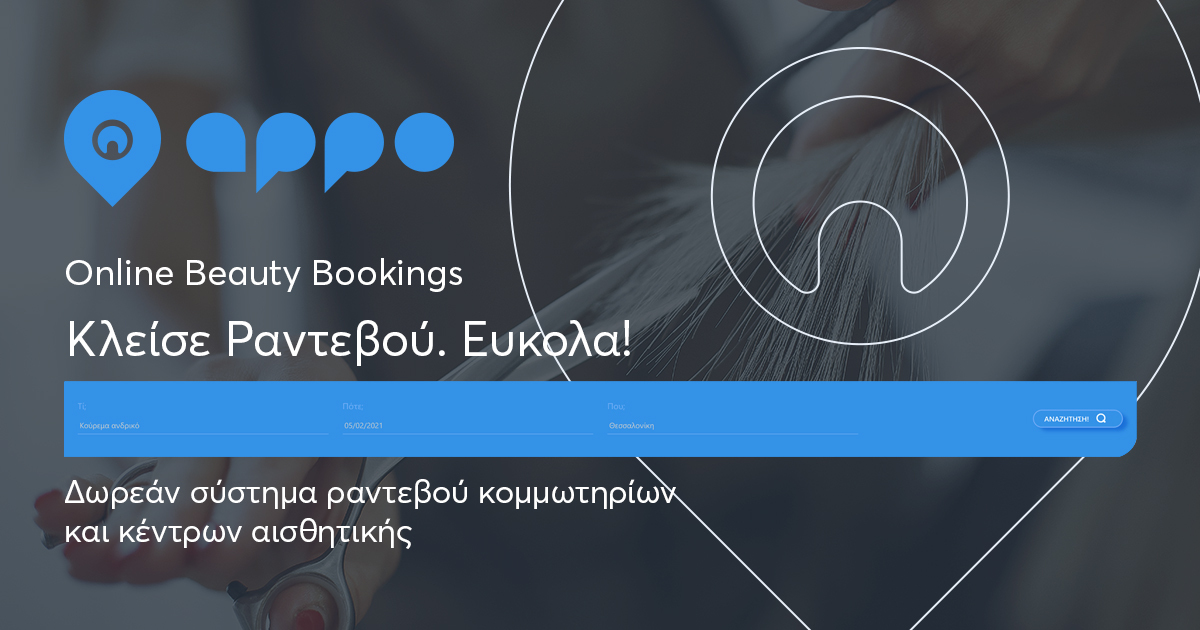 appo
Online Beauty Bookings
Κλείσε Ραντεβού. Ευκολα!
Τί; Πότε; Που;
Κούρεμα ανδρικό 05/02/2021 Θεσσαλονίκη ΑΝΑΖΗΤΗΣΗ!
Δωρεάν σύστημα ραντεβού κομμωτηρίων
και κέντρων αισθητικής